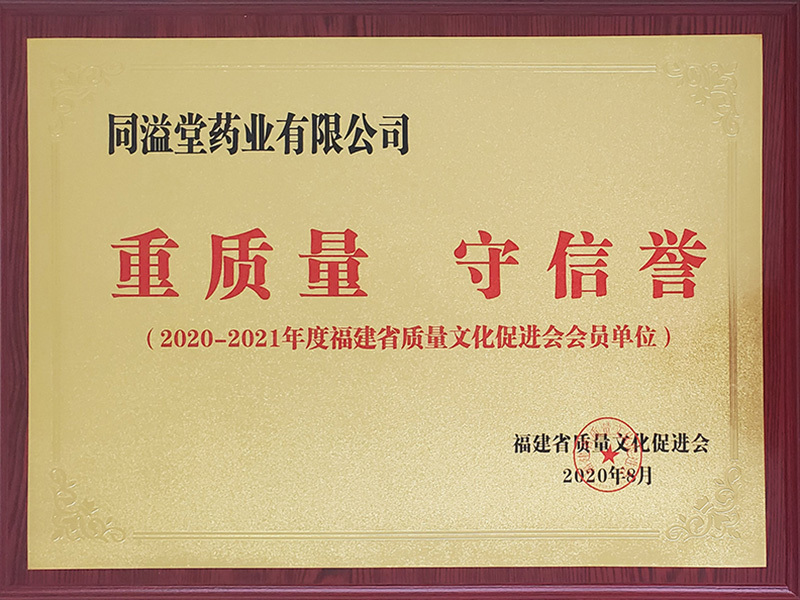 同溢堂药业有限公司
重质量 守信誉
（2020-2021年度福建省质量文化促进会会员单位）
福建省质量文化促进会
2020年8月